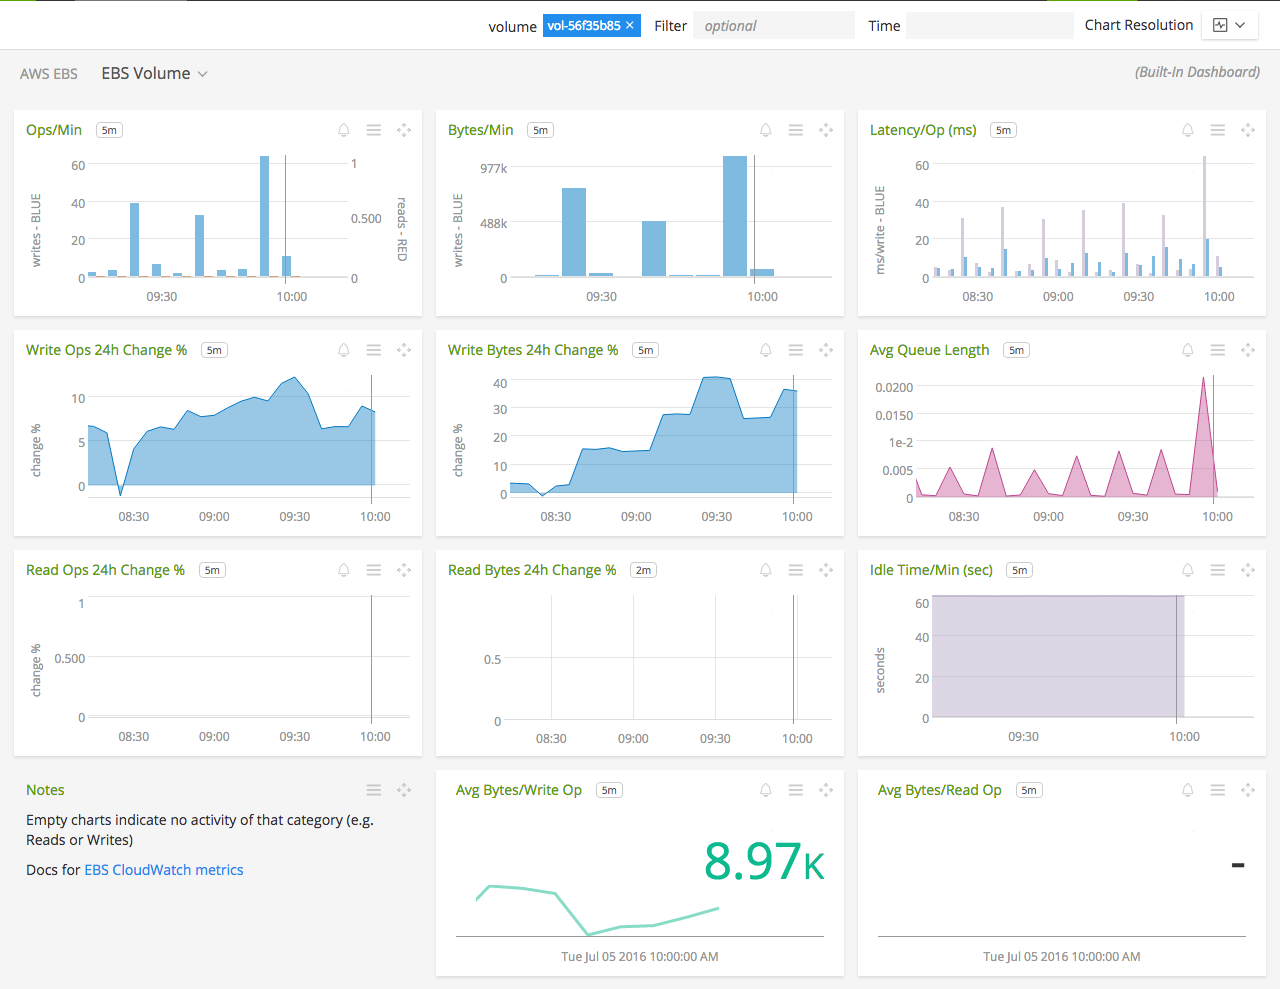 volume vol-56f35b85 × Filter optional Time Chart Resolution
AWS EBS EBS Volume (Built-In Dashboard)
Ops/Min 5m
60
40
20
0
writes - BLUE
1
0.500
0
reads - RED
09:30 10:00
Bytes/Min 5m
977k
488k
0
writes - BLUE
09:30 10:00
Latency/Op (ms) 5m
60
40
20
0
ms/write - BLUE
08:30 09:00 09:30 10:00
Write Ops 24h Change % 5m
10
5
0
change %
08:30 09:00 09:30 10:00
Write Bytes 24h Change % 5m
40
30
20
10
0
change %
08:30 09:00 09:30 10:00
Avg Queue Length 5m
0.0200
0.0150
1e-2
0.005
0
08:30 09:00 09:30 10:00
Read Ops 24h Change % 5m
1
0.500
0
change %
08:30 09:00 09:30 10:00
Read Bytes 24h Change % 2m
0.5
0
08:30 09:00 09:30 10:00
Idle Time/Min (sec) 5m
60
40
20
0
seconds
09:30 10:00
Notes
Empty charts indicate no activity of that category (e.g.
Reads or Writes)
Docs for EBS CloudWatch metrics
Avg Bytes/Write Op 5m
8.97K
Tue Jul 05 2016 10:00:00 AM
Avg Bytes/Read Op 5m
-
Tue Jul 05 2016 10:00:00 AM